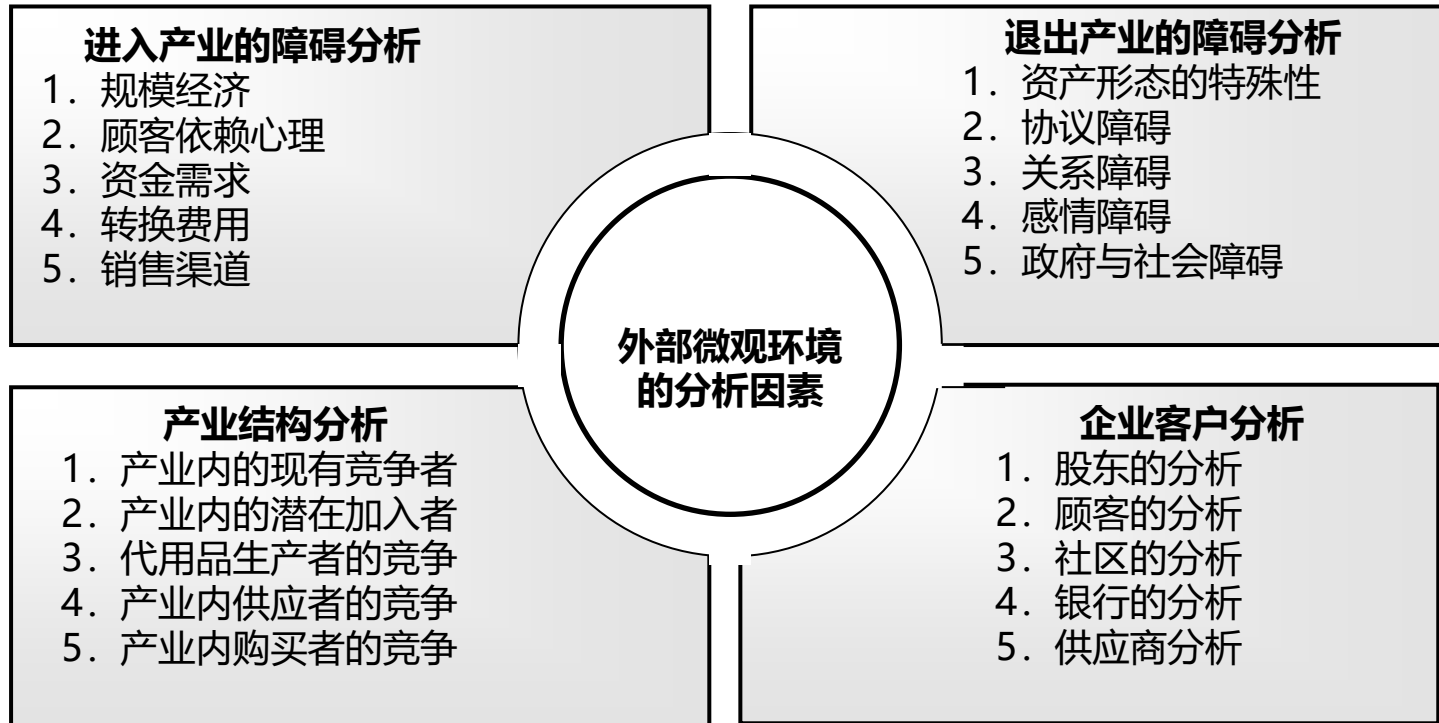 进入产业的障碍分析
1. 规模经济
2. 顾客依赖心理
3. 资金需求
4. 转换费用
5. 销售渠道
退出产业的障碍分析
1. 资产形态的特殊性
2. 协议障碍
3. 关系障碍
4. 感情障碍
5. 政府与社会障碍
外部微观环境
的分析因素
产业结构分析
1. 产业内的现有竞争者
2. 产业内的潜在加入者
3. 代用品生产者的竞争
4. 产业内供应者的竞争
5. 产业内购买者的竞争
企业客户分析
1. 股东的分析
2. 顾客的分析
3. 社区的分析
4. 银行的分析
5. 供应商分析